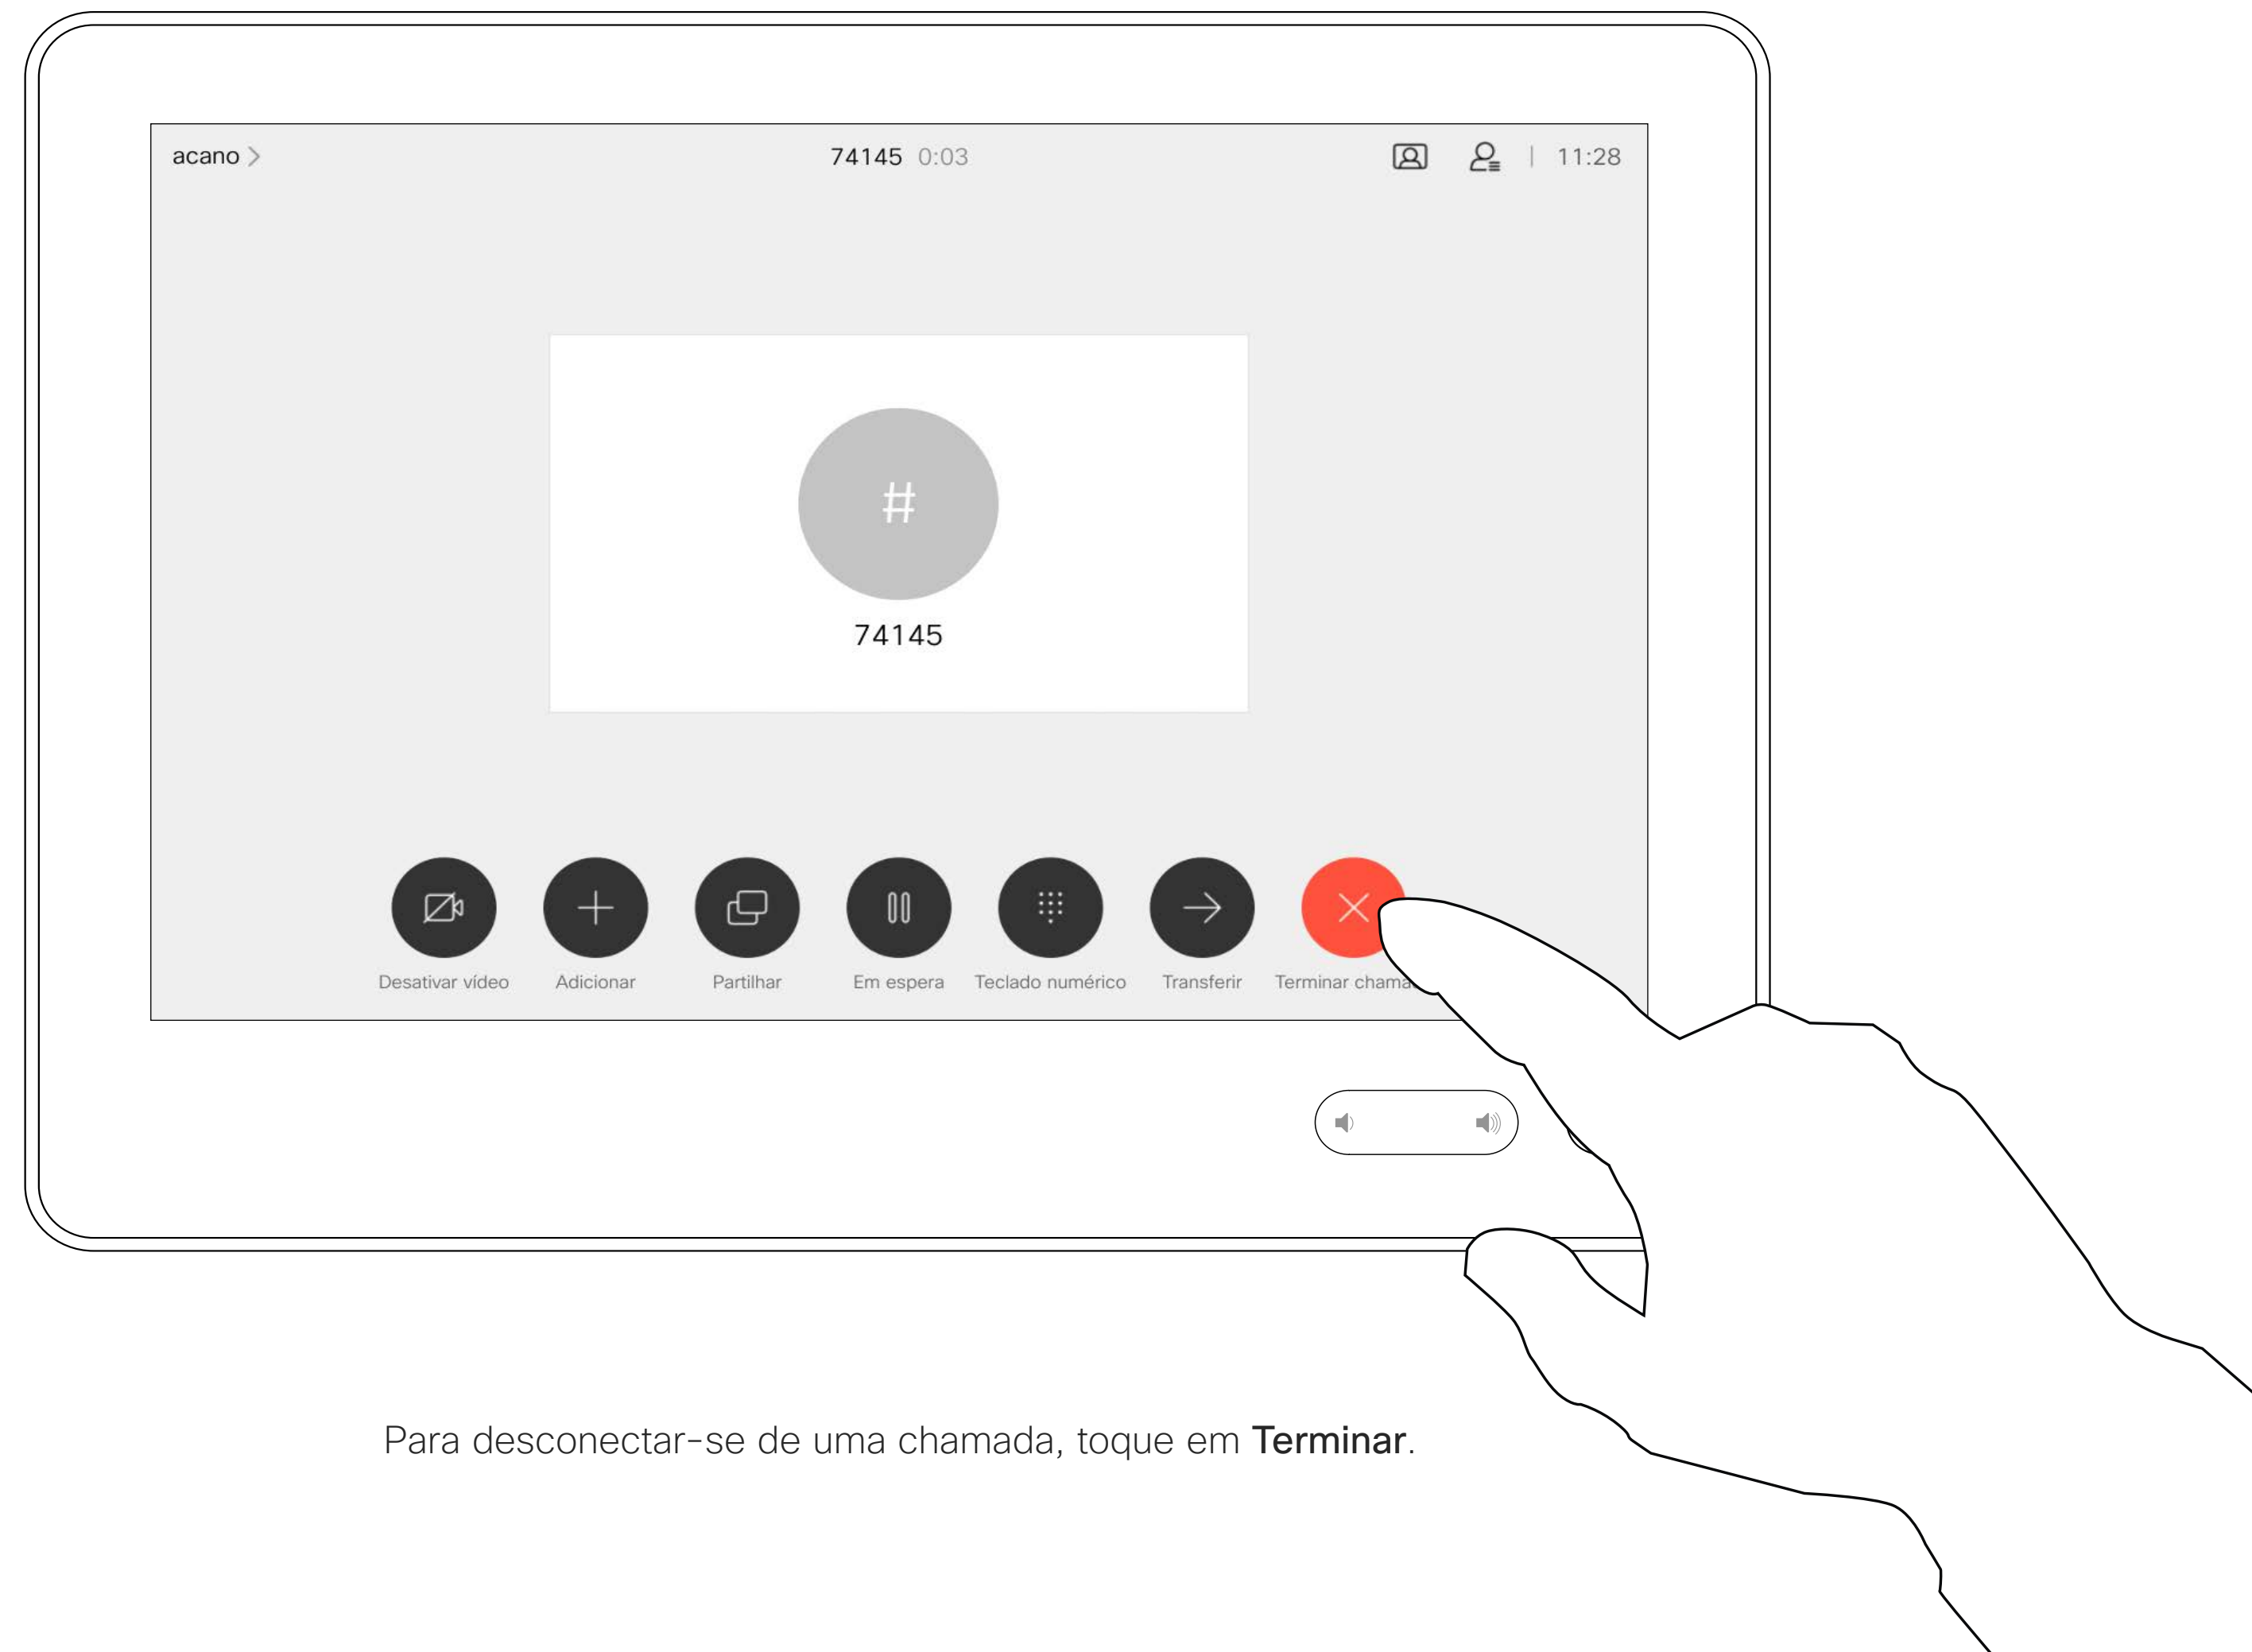 acano
74145 0:03
11:28
#
74145
Desativar vídeo Adicionar Partilhar Em espera Teclado numérico Transferir Terminar
Para desconectar-se de uma chamada, toque em Terminar.